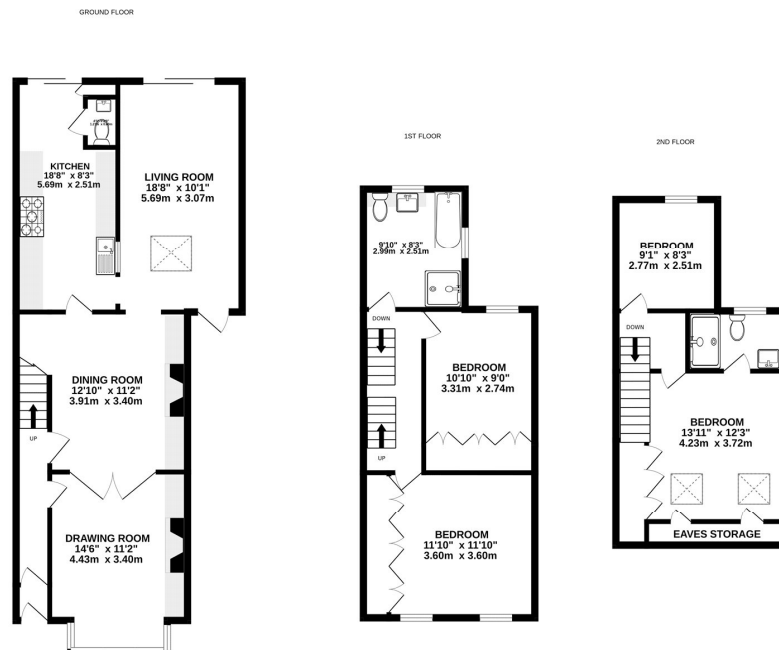 GROUND FLOOR
KITCHEN
18'8" x 8'3"
5.69m x 2.51m
LIVING ROOM
18'8" x 10'1"
5.69m x 3.07m
DINING ROOM
12'10" x 11'2"
3.91m x 3.40m
UP
DRAWING ROOM
14'6" x 11'2"
4.43m x 3.40m
1ST FLOOR
9'10" x 8'3"
2.99m x 2.51m
DOWN
BEDROOM
10'10" x 9'0"
3.31m x 2.74m
UP
BEDROOM
11'10" x 11'10"
3.60m x 3.60m
2ND FLOOR
BEDROOM
9'1" x 8'3"
2.77m x 2.51m
DOWN
BEDROOM
13'11" x 12'3"
4.23m x 3.72m
EAVES STORAGE